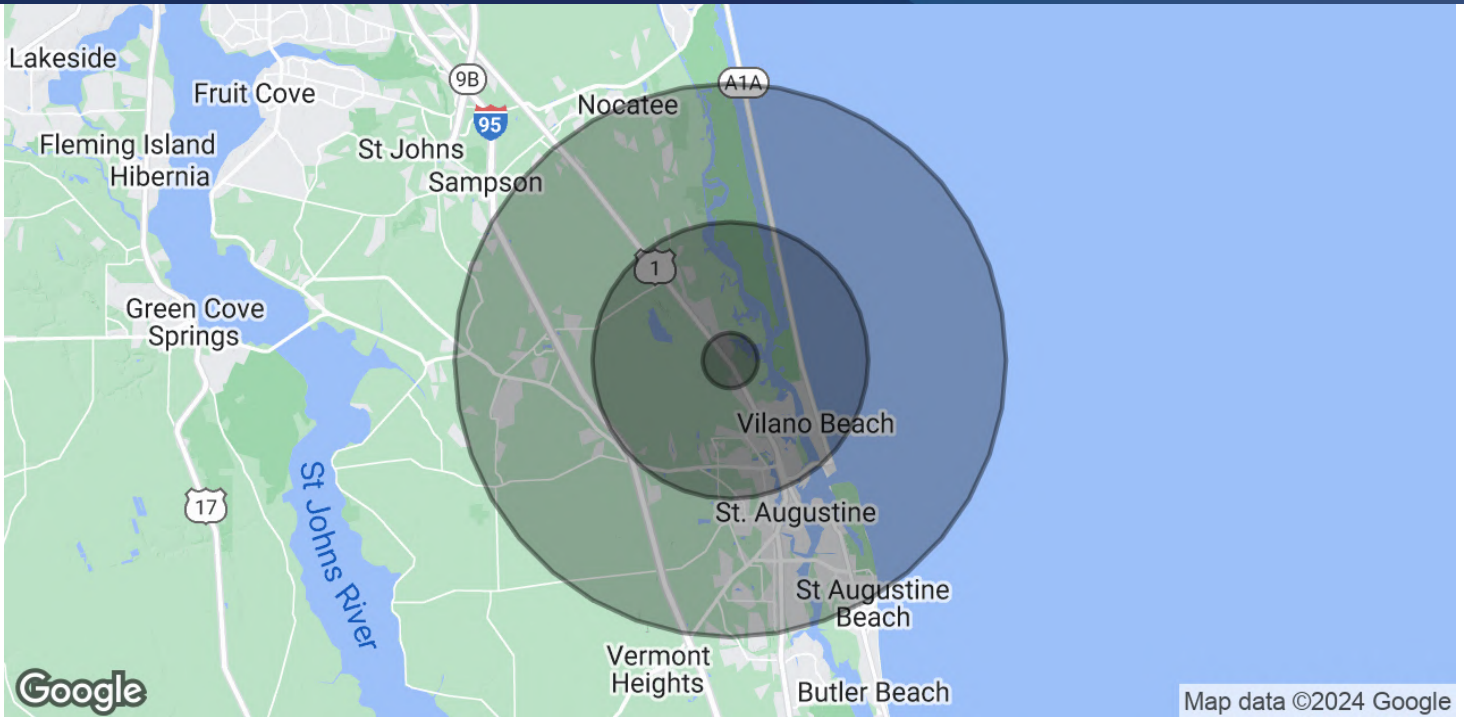 Lakeside
Fruit Cove
9B
A1A
Nocatee
95
Fleming Island
St Johns
Hibernia
Sampson
1
Green Cove
Springs
Vilano Beach
17
St Johns River
St. Augustine
St Augustine
Beach
Vermont
Heights
Butler Beach
Google
Map data ©2024 Google